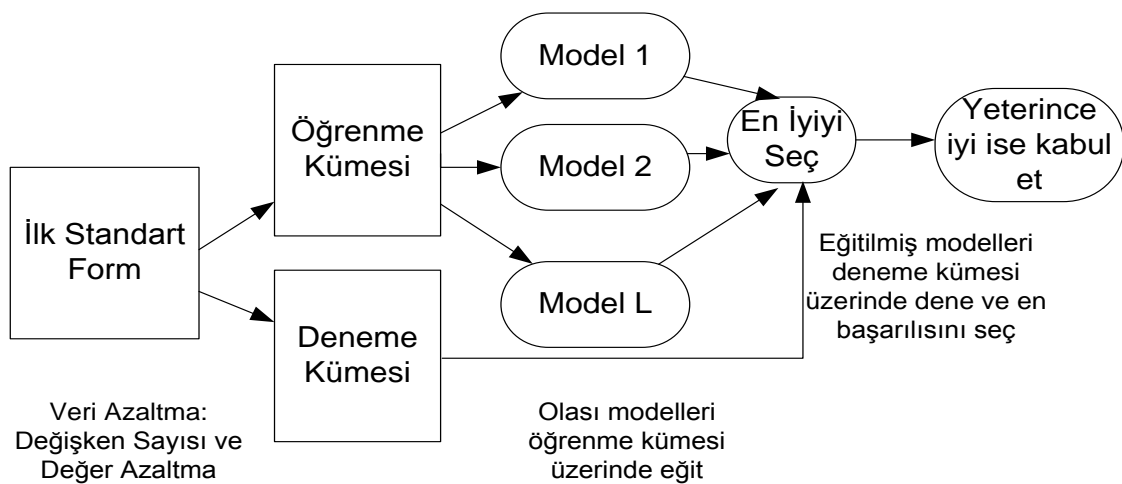 İlk Standart
Form
Öğrenme
Kümesi
Deneme
Kümesi
Model 1
Model 2
Model L
En İyiyi
Seç
Yeterince
iyi ise kabul
et
Veri Azaltma:
Değişken Sayısı ve
Değer Azaltma
Olası modelleri
öğrenme kümesi
üzerinde eğit
Eğitilmiş modelleri
deneme kümesi
üzerinde dene ve en
başarılısını seç